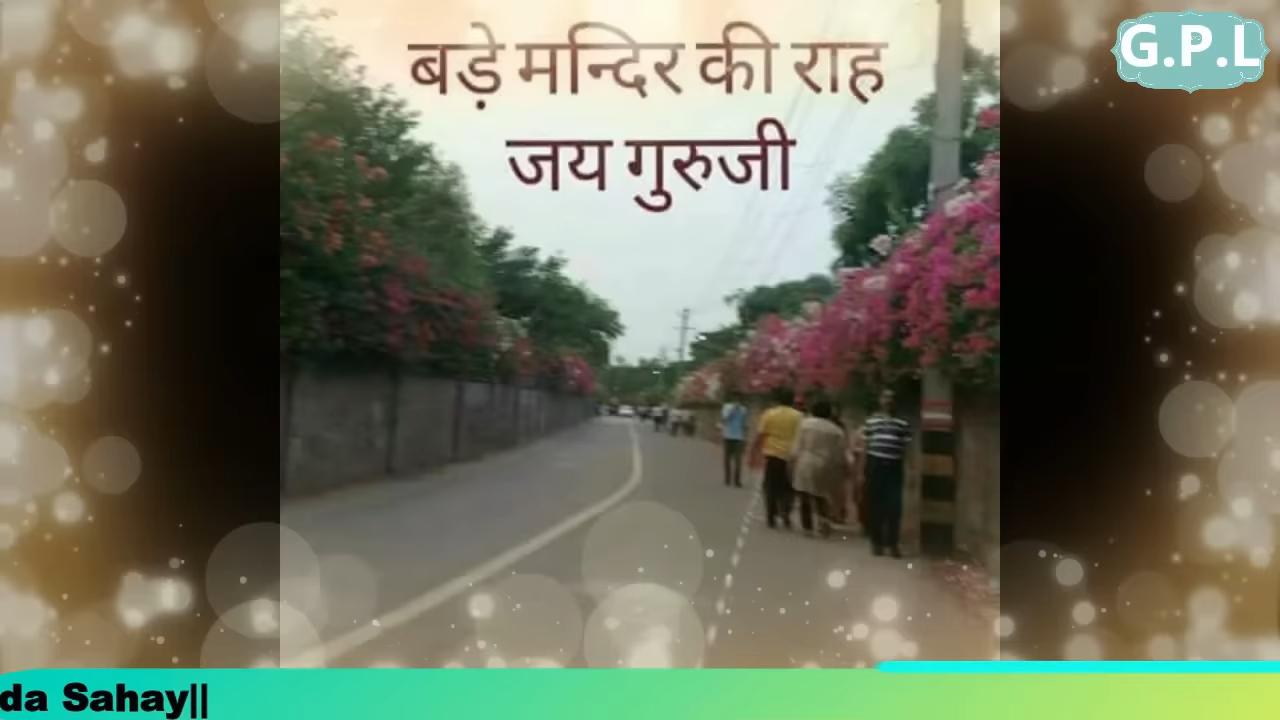 बड़े मन्दिर की राह
जय गुरुजी
G.P.L
da Sahay||